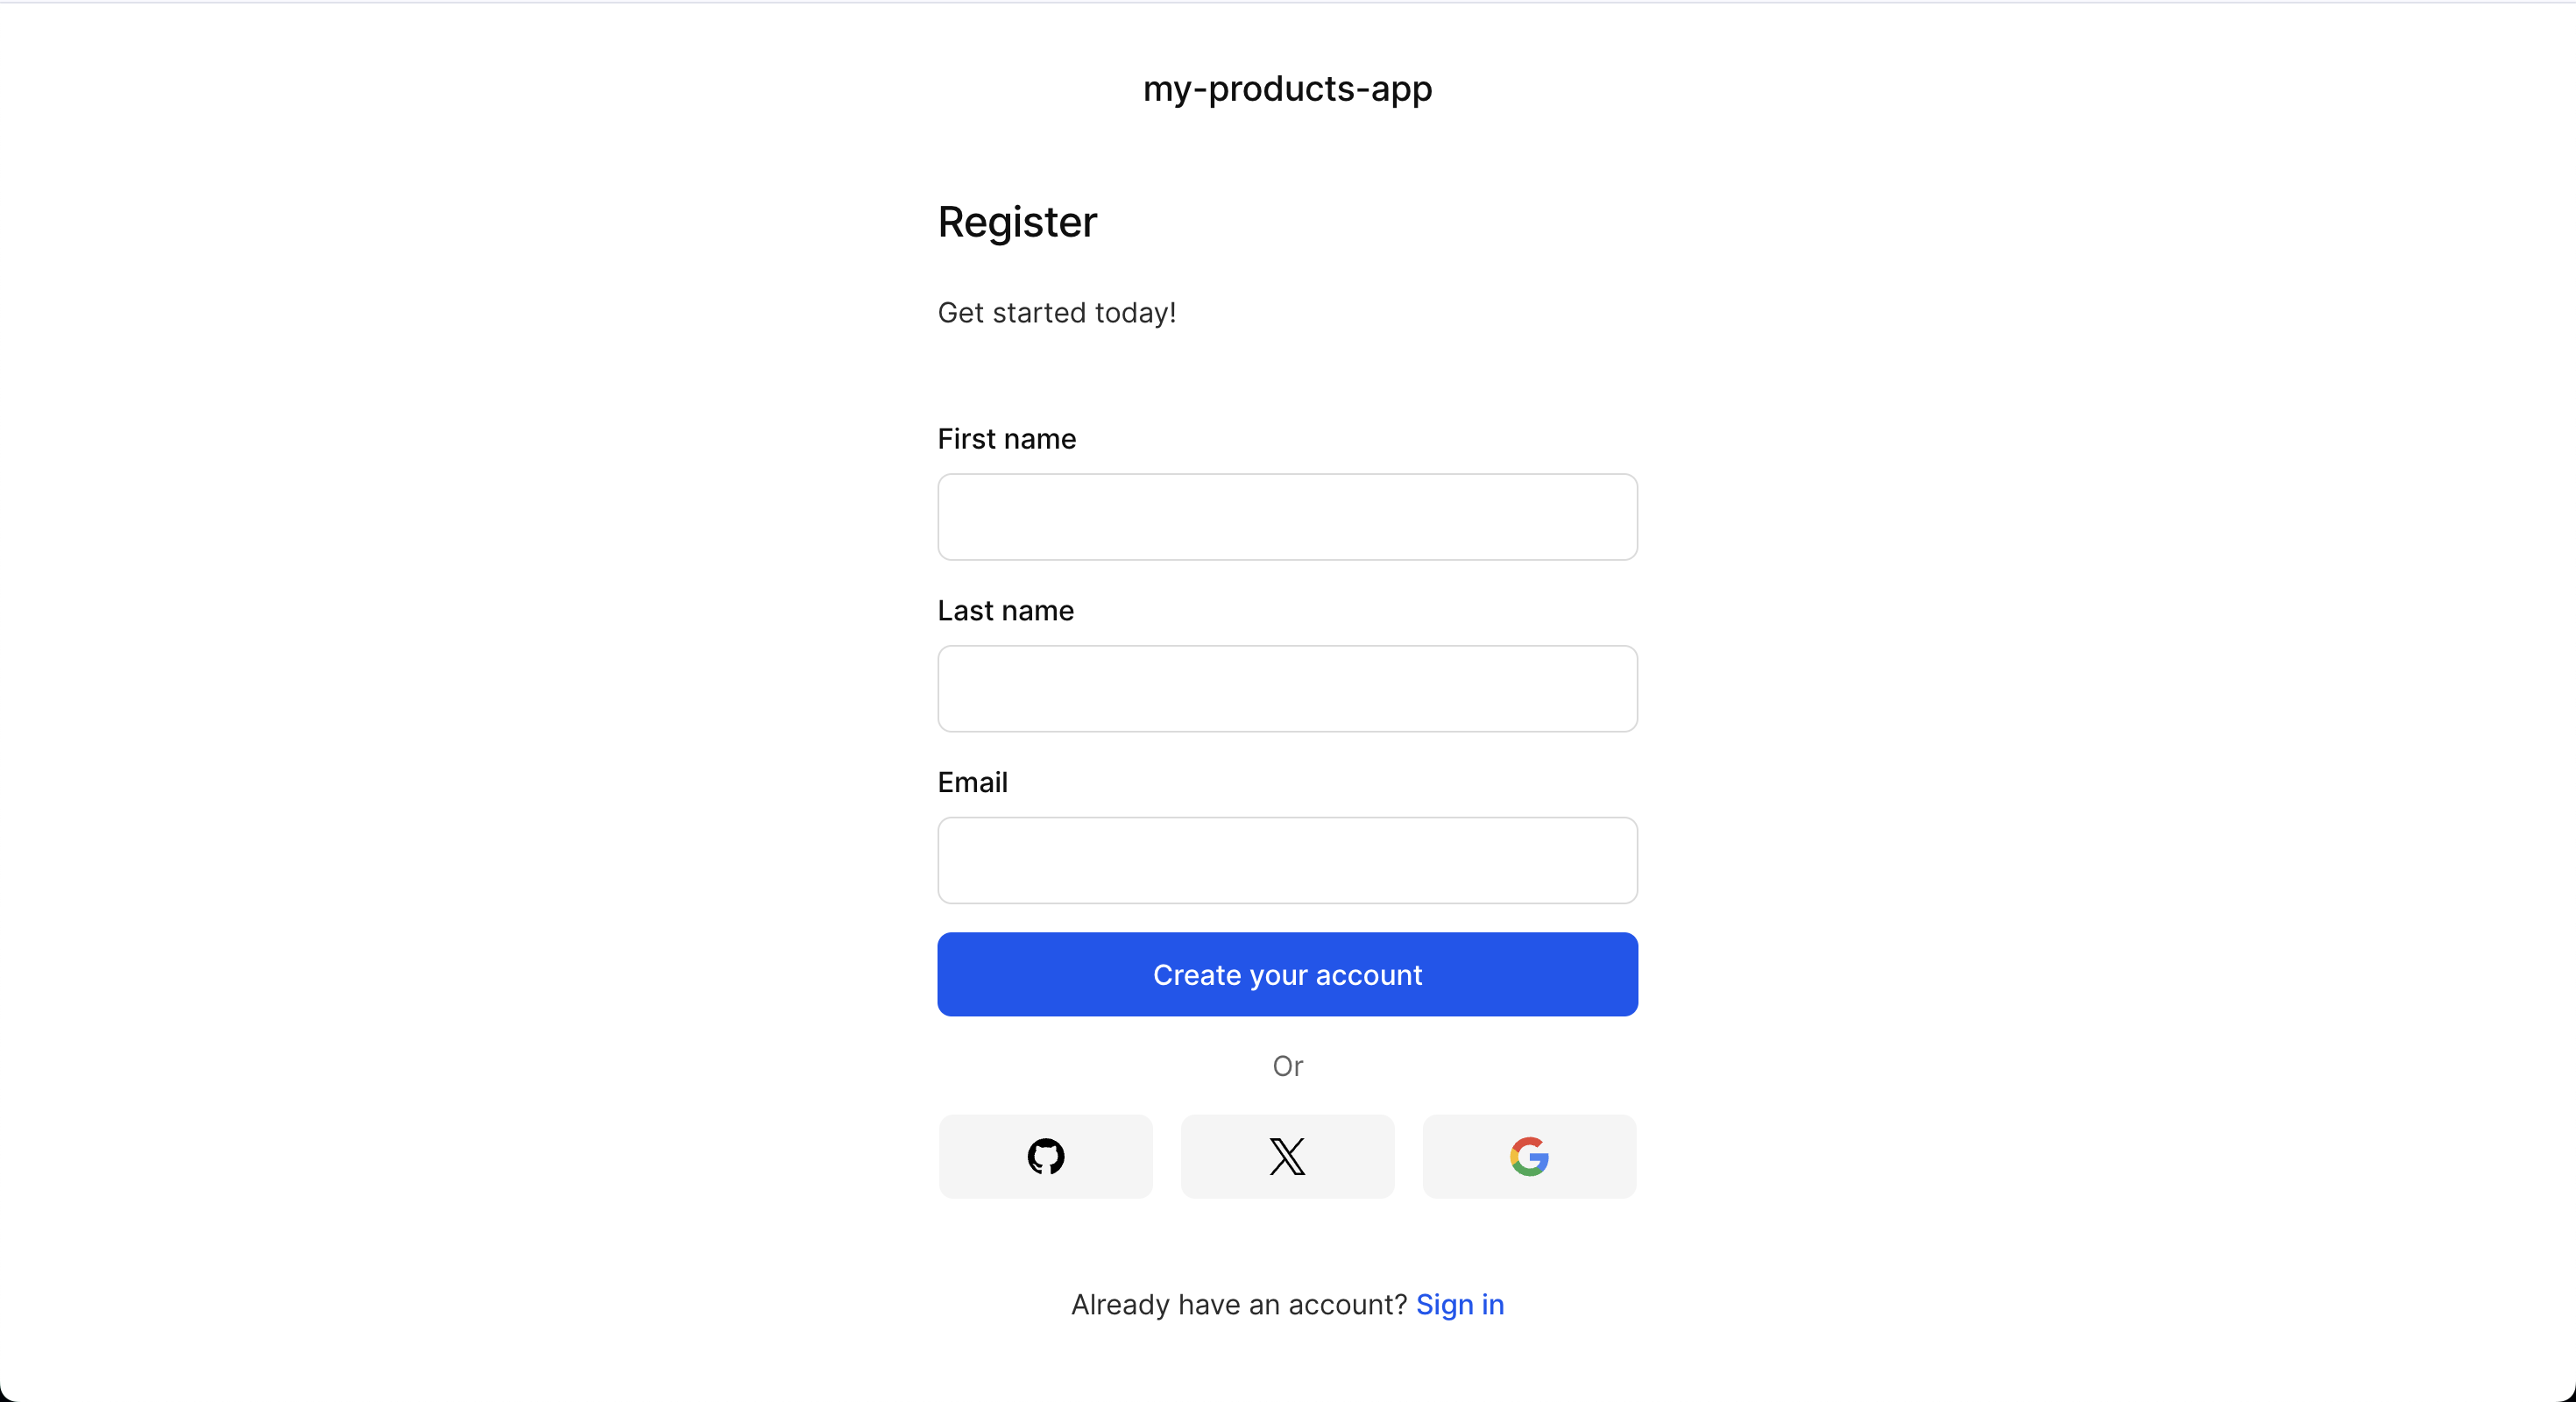 my-products-app
Register
Get started today!
First name
Last name
Email
Create your account
Or
Already have an account? Sign in